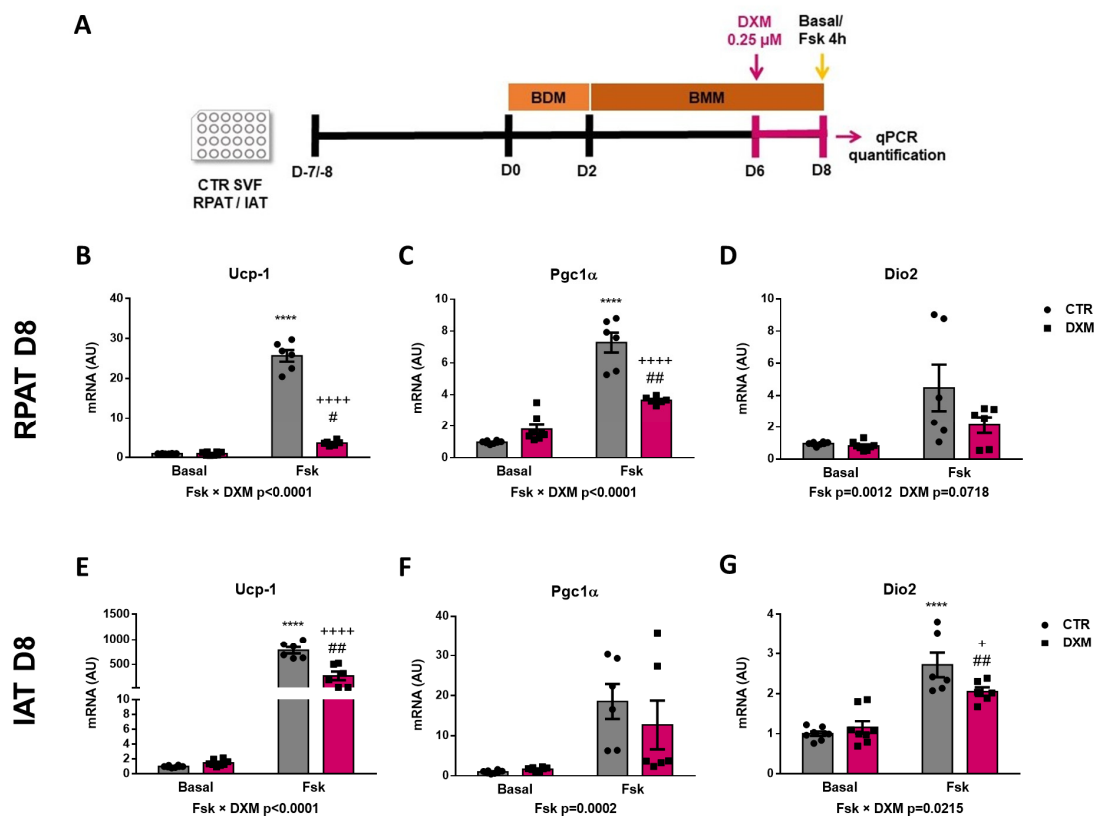 A
DXM
0.25 µM
Basal/
Fsk 4h
BDM
BMM
CTR SVF
RPAT / IAT
D-7/-8
D0
D2
D6
D8
qPCR
quantification
RPAT D8
B
Ucp-1
mRNA (AU)
40
30
20
10
0
****
++++
#
Basal
Fsk
Fsk × DXM p<0.0001
C
Pgc1α
mRNA (AU)
10
8
6
4
2
0
****
++++
##
Basal
Fsk
Fsk × DXM p<0.0001
D
Dio2
mRNA (AU)
10
8
6
4
2
0
Basal
Fsk
Fsk p=0.0012 DXM p=0.0718
CTR
DXM
IAT D8
E
Ucp-1
mRNA (AU)
1500
1000
500
10
8
6
4
2
0
****
++++
##
Basal
Fsk
Fsk × DXM p<0.0001
F
Pgc1α
mRNA (AU)
40
30
20
10
0
Basal
Fsk
Fsk p=0.0002
G
Dio2
mRNA (AU)
4
3
2
1
0
****
+
##
Basal
Fsk
Fsk × DXM p=0.0215
CTR
DXM